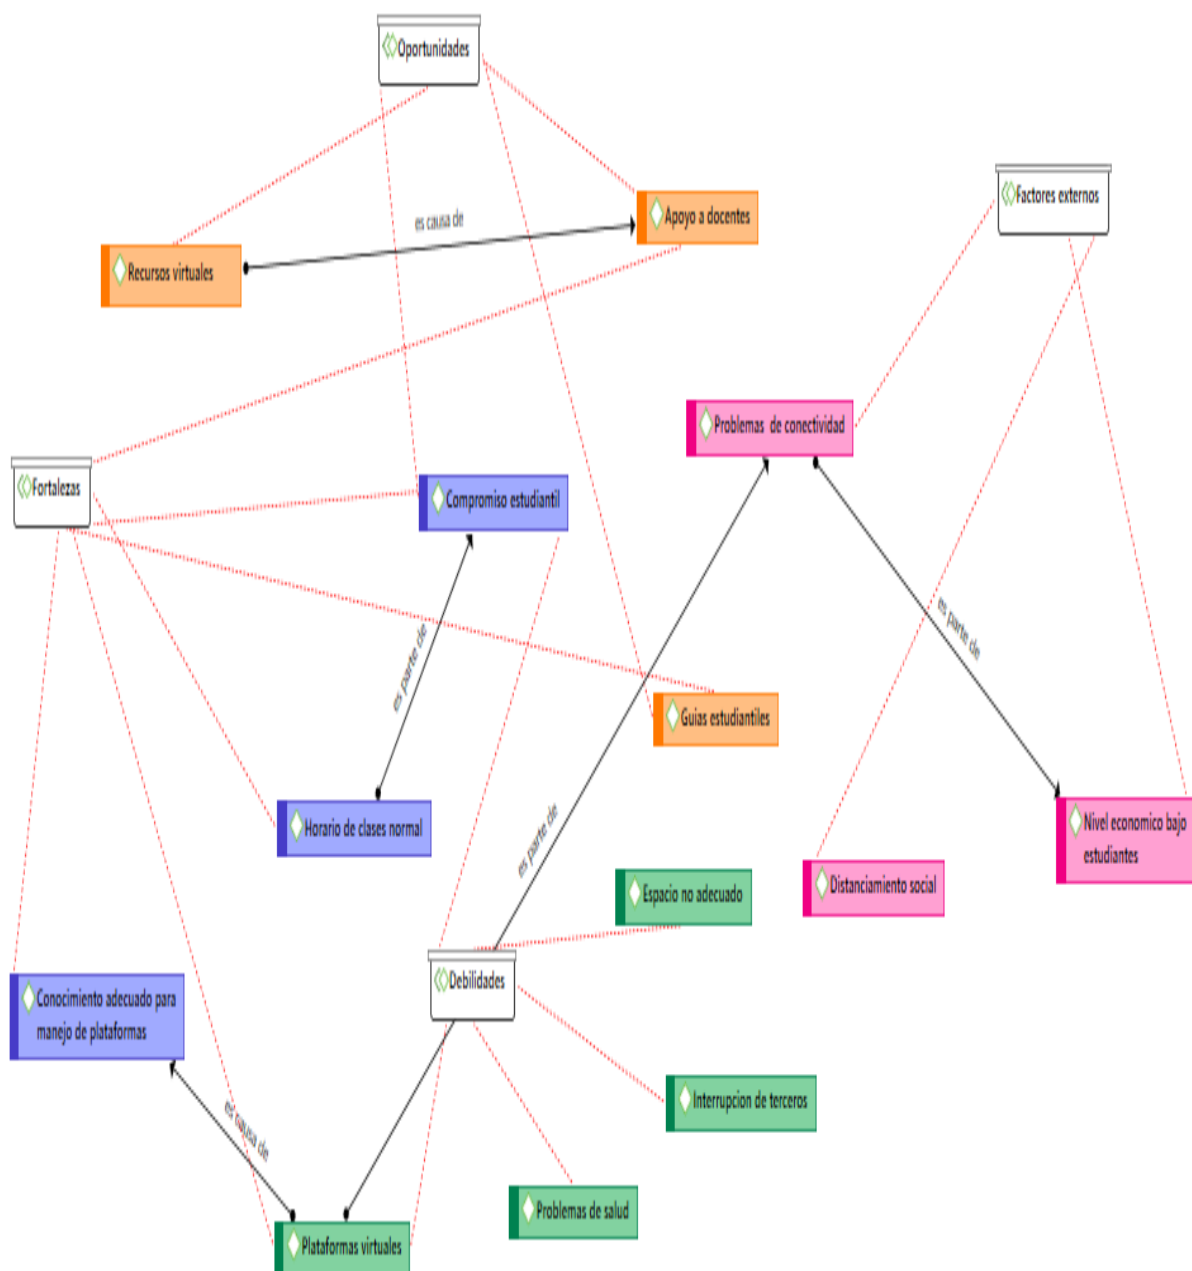 Oportunidades
Factores externos
Apoyo a docentes
es causa de
Recursos virtuales
Problemas de conectividad
Fortalezas
Compromiso estudiantil
es parte de
es parte de
Guias estudiantiles
Horario de clases normal
Nivel economico bajo
estudiantes
es parte de
Distanciamiento social
Espacio no adecuado
Debilidades
Conocimiento adecuado para
manejo de plataformas
Interrupcion de terceros
es causa de
Problemas de salud
Plataformas virtuales